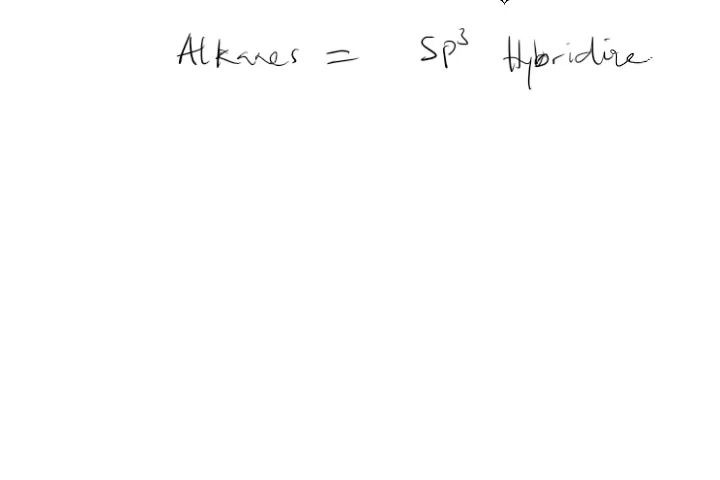 Alkanes = Sp³ Hybridize